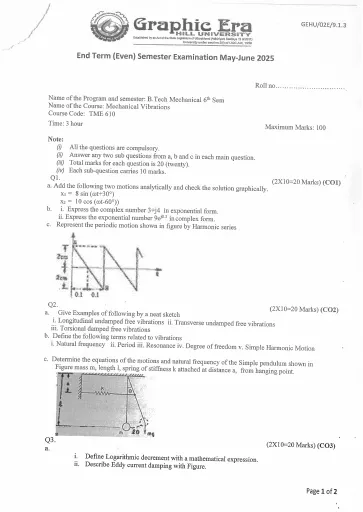 GEHU/02E/9.1.3
Graphic Era
HILL UNIVERSITY
End Term (Even) Semester Examination May-June 2025
Roll no............................
Name of the Program and semester: B.Tech Mechanical 6th Sem
Name of the Course: Mechanical Vibrations
Course Code: TME 610
Time: 3 hour
Maximum Marks: 100
Note:
(i) All the questions are compulsory.
(ii) Answer any two sub questions from a, b and c in each main question.
(iii) Total marks for each question is 20 (twenty).
(iv) Each sub-question carries 10 marks.
Q1. (2X10=20 Marks) (CO1)
a. Add the following two motions analytically and check the solution graphically.
x₁ = 8 sin (ωt+30°)
x₂ = 10 cos (ωt-60°))
b. i. Express the complex number 3+j4 in exponential form.
ii. Express the exponential number in complex form.
c. Represent the periodic motion shown in figure by Harmonic series
2cm
2cm
0.1 0.1
Q2. (2X10=20 Marks) (CO2)
a. Give Examples of following by a neat sketch
i. Longitudinal undamped free vibrations ii. Transverse undamped free vibrations
iii. Torsional damped free vibrations
b. Define the following terms related to vibrations
i. Natural frequency ii. Period iii. Resonance iv. Degree of freedom v. Simple Harmonic Motion
c. Determine the equations of the motions and natural frequency of the Simple pendulum shown in
Figure mass m, length l, spring of stiffness k attached at distance a, from hanging point.
mg
Q3. (2X10=20 Marks) (CO3)
a.
i. Define Logarithmic decrement with a mathematical expression.
ii. Describe Eddy current damping with Figure.
Page 1 of 2